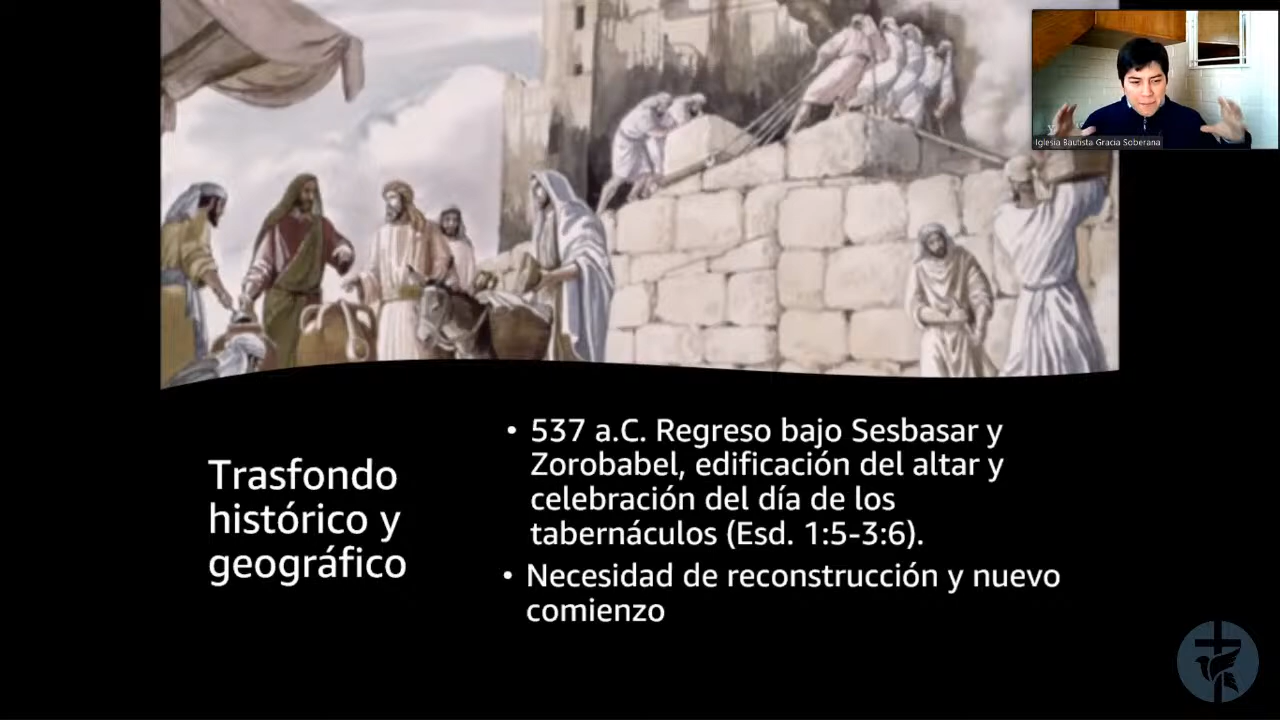 Iglesia Bautista Gracia Soberana
Trasfondo
histórico y
geográfico
• 537 a.C. Regreso bajo Sesbasar y
Zorobabel, edificación del altar y
celebración del día de los
tabernáculos (Esd. 1:5-3:6).
• Necesidad de reconstrucción y nuevo
comienzo